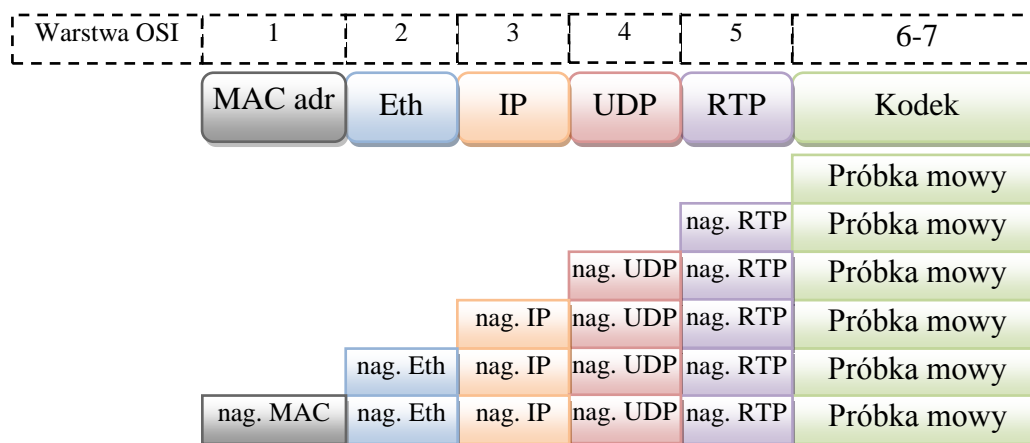 Warstwa OSI 1 2 3 4 5 6-7
MAC adr Eth IP UDP RTP Kodek
Próbka mowy
nag. RTP Próbka mowy
nag. UDP nag. RTP Próbka mowy
nag. IP nag. UDP nag. RTP Próbka mowy
nag. Eth nag. IP nag. UDP nag. RTP Próbka mowy
nag. MAC nag. Eth nag. IP nag. UDP nag. RTP Próbka mowy